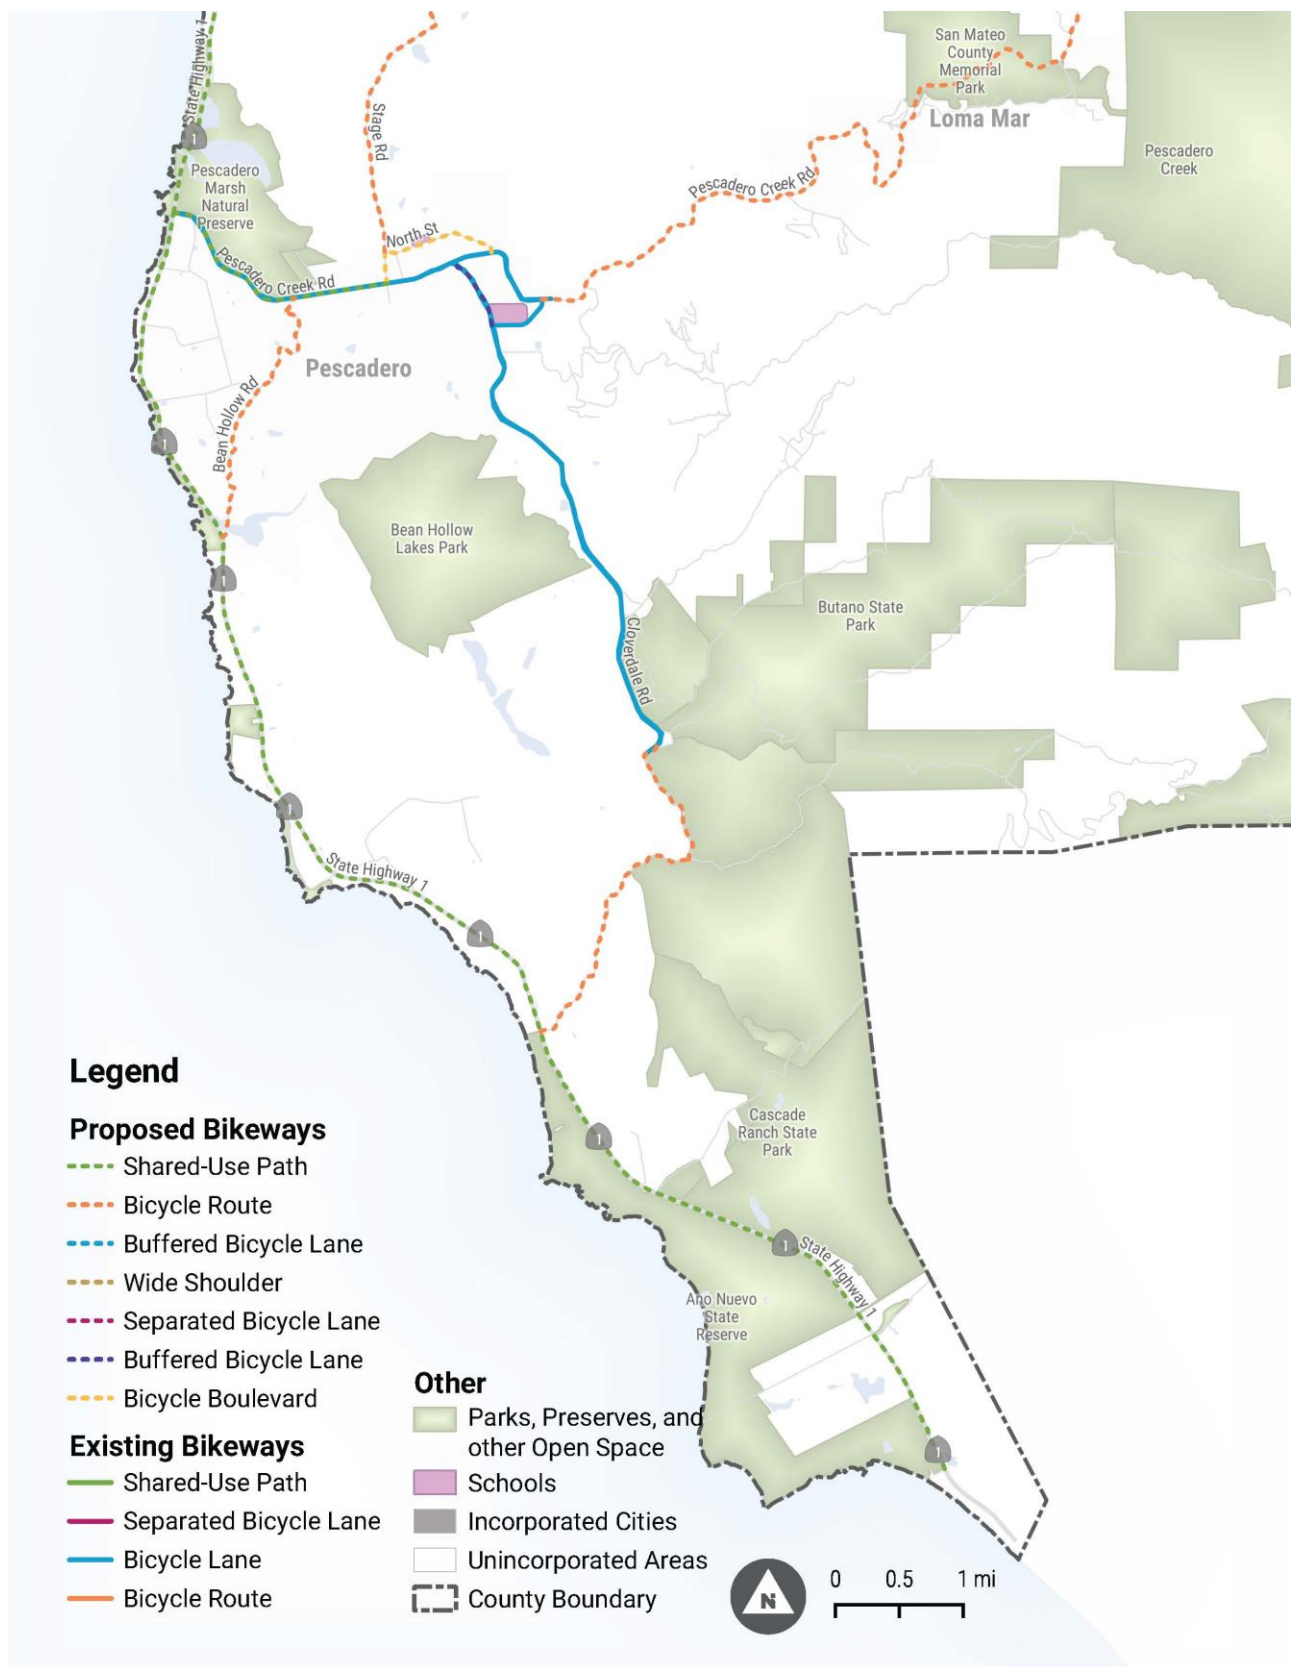 State Highway 1
1
San Mateo
County
Memorial
Park
Loma Mar
Stage Rd
Pescadero
Creek
Pescadero
Marsh
Natural
Preserve
Pescadero Creek Rd
North St
Pescadero Creek Rd
Pescadero
Bean Hollow Rd
1
Bean Hollow
Lakes Park
1
Butano State
Park
Cloverdale Rd
1
State Highway 1
1
Cascade
Ranch State
Park
1
1
State Highway 1
Ano Nuevo
State
Reserve
1
Legend
Proposed Bikeways
Shared-Use Path
Bicycle Route
Buffered Bicycle Lane
Wide Shoulder
Separated Bicycle Lane
Buffered Bicycle Lane
Bicycle Boulevard
Existing Bikeways
Shared-Use Path
Separated Bicycle Lane
Bicycle Lane
Bicycle Route
Other
Parks, Preserves, and
other Open Space
Schools
Incorporated Cities
Unincorporated Areas
County Boundary
N
0 0.5 1 mi